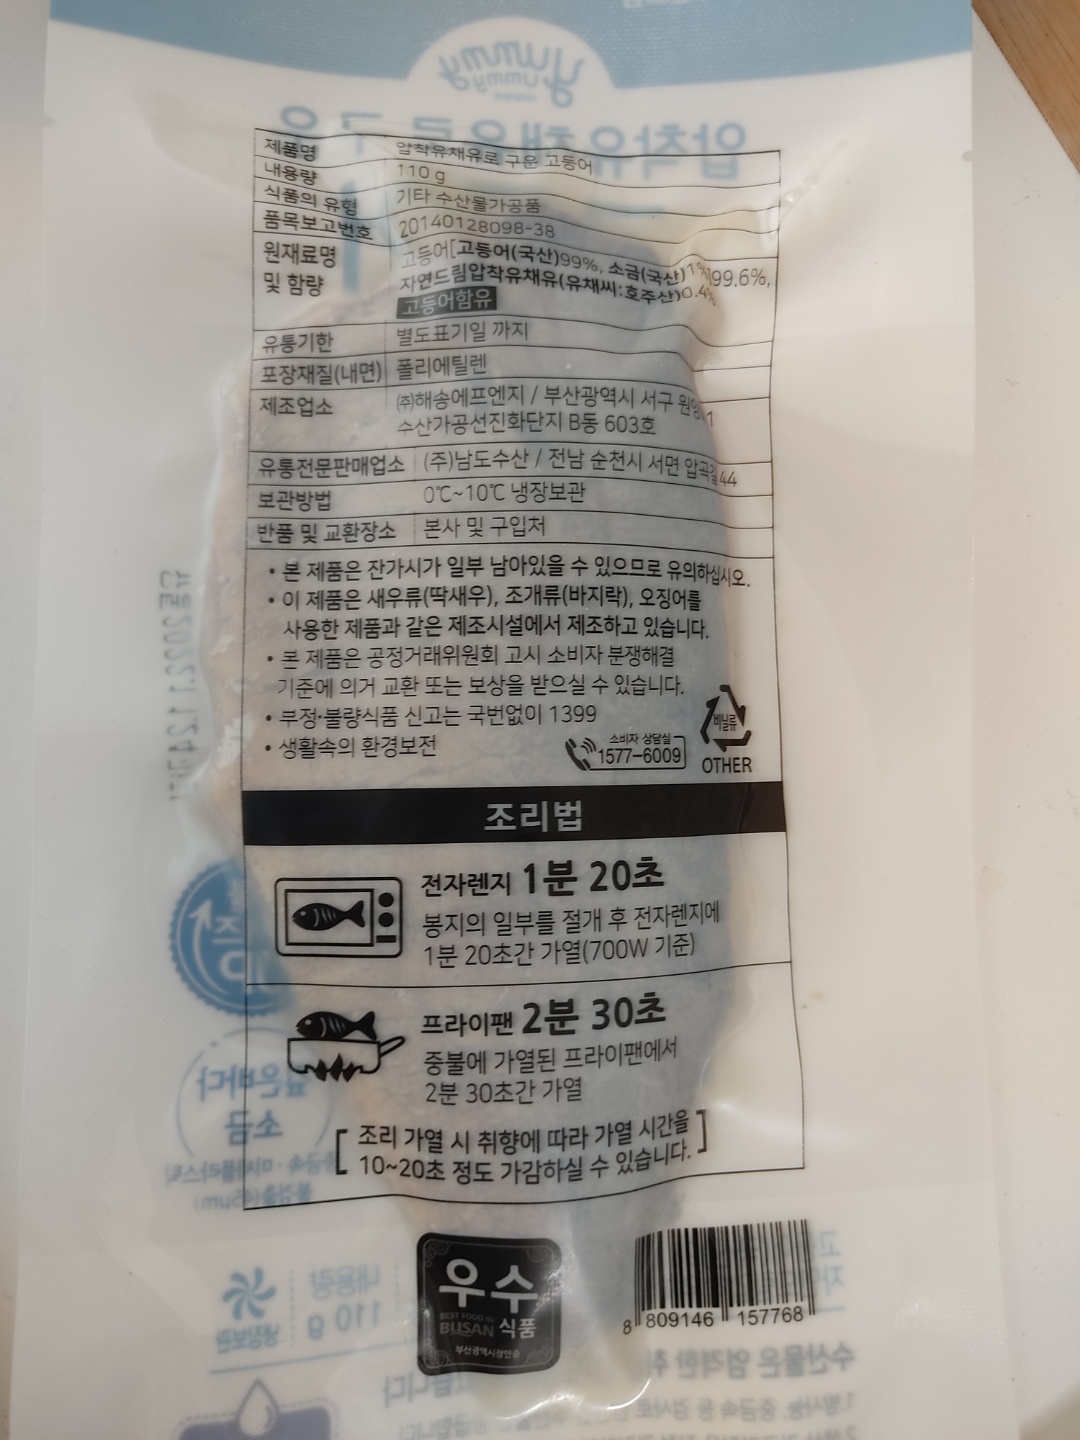 제품명 압착유채유로 구운 고등어
내용량 110 g
식품의 유형 기타 수산물가공품
품목보고번호 20140128098-38
원재료명 및 함량 고등어[고등어(국산)99%, 소금(국산)1%]99.6%,
자연드림압착유채유(유채씨:호주산)0.4%
고등어함유
유통기한 별도표기일 까지
포장재질(내면) 폴리에틸렌
제조업소 ㈜해송에프엔지 / 부산광역시 서구
수산가공선진화단지 B동 603호
유통전문판매업소 (주)남도수산 / 전남 순천시 서면 압곡길 44
보관방법 0℃~10℃ 냉장보관
반품 및 교환장소 본사 및 구입처
• 본 제품은 잔가시가 일부 남아있을 수 있으므로 유의하십시오.
• 이 제품은 새우류(딱새우), 조개류(바지락), 오징어를
사용한 제품과 같은 제조시설에서 제조하고 있습니다.
• 본 제품은 공정거래위원회 고시 소비자 분쟁해결
기준에 의거 교환 또는 보상을 받으실 수 있습니다.
• 부정·불량식품 신고는 국번없이 1399
• 생활속의 환경보전
소비자 상담실
1577-6009
비닐류
OTHER
조리법
전자렌지 1분 20초
봉지의 일부를 절개 후 전자렌지에
1분 20초간 가열(700W 기준)
프라이팬 2분 30초
중불에 가열된 프라이팬에서
2분 30초간 가열
[조리 가열 시 취향에 따라 가열 시간을
10~20초 정도 가감하실 수 있습니다.]
우수
BEST FOOD IN
BUSAN 식품
부산광역시장인증
8 809146 157768